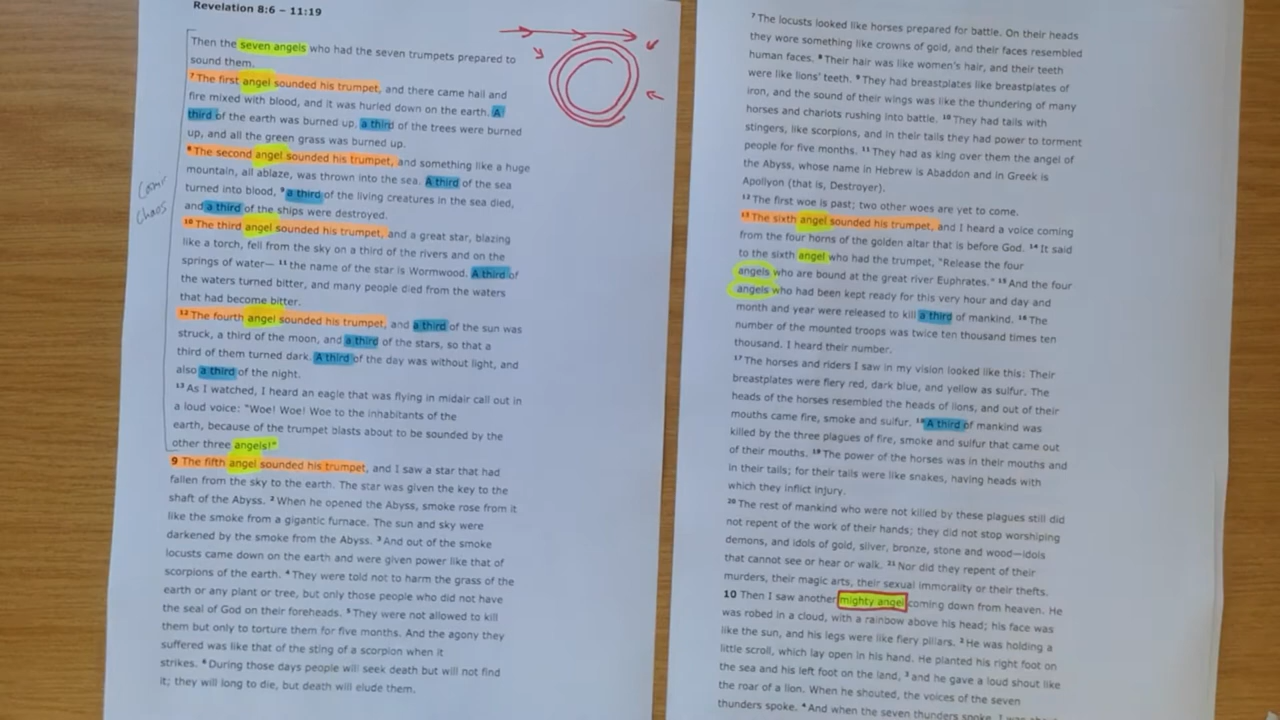 Revelation 8:6 – 11:19
Then the seven angels who had the seven trumpets prepared to
sound them.
7 The first angel sounded his trumpet, and there came hail and
fire mixed with blood, and it was hurled down on the earth. A
third of the earth was burned up, a third of the trees were burned
up, and all the green grass was burned up.
8 The second angel sounded his trumpet, and something like a huge
mountain, all ablaze, was thrown into the sea. A third of the sea
turned into blood, 9 a third of the living creatures in the sea died,
and a third of the ships were destroyed.
10 The third angel sounded his trumpet, and a great star, blazing
like a torch, fell from the sky on a third of the rivers and on the
springs of water— 11 the name of the star is Wormwood. A third of
the waters turned bitter, and many people died from the waters
that had become bitter.
12 The fourth angel sounded his trumpet, and a third of the sun was
struck, a third of the moon, and a third of the stars, so that a
third of them turned dark. A third of the day was without light, and
also a third of the night.
13 As I watched, I heard an eagle that was flying in midair call out in
a loud voice: "Woe! Woe! Woe to the inhabitants of the
earth, because of the trumpet blasts about to be sounded by the
other three angels!"
9 The fifth angel sounded his trumpet, and I saw a star that had
fallen from the sky to the earth. The star was given the key to the
shaft of the Abyss. 2 When he opened the Abyss, smoke rose from it
like the smoke from a gigantic furnace. The sun and sky were
darkened by the smoke from the Abyss. 3 And out of the smoke
locusts came down on the earth and were given power like that of
scorpions of the earth. 4 They were told not to harm the grass of the
earth or any plant or tree, but only those people who did not have
the seal of God on their foreheads. 5 They were not allowed to kill
them but only to torture them for five months. And the agony they
suffered was like that of the sting of a scorpion when it
strikes. 6 During those days people will seek death but will not find
it; they will long to die, but death will elude them.
Chaos
7 The locusts looked like horses prepared for battle. On their heads
they wore something like crowns of gold, and their faces resembled
human faces. 8 Their hair was like women's hair, and their teeth
were like lions' teeth. 9 They had breastplates like breastplates of
iron, and the sound of their wings was like the thundering of many
horses and chariots rushing into battle. 10 They had tails with
stingers, like scorpions, and in their tails they had power to torment
people for five months. 11 They had as king over them the angel of
the Abyss, whose name in Hebrew is Abaddon and in Greek is
Apollyon (that is, Destroyer).
12 The first woe is past; two other woes are yet to come.
13 The sixth angel sounded his trumpet, and I heard a voice coming
from the four horns of the golden altar that is before God. 14 It said
to the sixth angel who had the trumpet, "Release the four
angels who are bound at the great river Euphrates." 15 And the four
angels who had been kept ready for this very hour and day and
month and year were released to kill a third of mankind. 16 The
number of the mounted troops was twice ten thousand times ten
thousand. I heard their number.
17 The horses and riders I saw in my vision looked like this: Their
breastplates were fiery red, dark blue, and yellow as sulfur. The
heads of the horses resembled the heads of lions, and out of their
mouths came fire, smoke and sulfur. 18 A third of mankind was
killed by the three plagues of fire, smoke and sulfur that came out
of their mouths. 19 The power of the horses was in their mouths and
in their tails; for their tails were like snakes, having heads with
which they inflict injury.
20 The rest of mankind who were not killed by these plagues still did
not repent of the work of their hands; they did not stop worshiping
demons, and idols of gold, silver, bronze, stone and wood—idols
that cannot see or hear or walk. 21 Nor did they repent of their
murders, their magic arts, their sexual immorality or their thefts.
10 Then I saw another mighty angel coming down from heaven. He
was robed in a cloud, with a rainbow above his head; his face was
like the sun, and his legs were like fiery pillars. 2 He was holding a
little scroll, which lay open in his hand. He planted his right foot on
the sea and his left foot on the land, 3 and he gave a loud shout like
the roar of a lion. When he shouted, the voices of the seven
thunders spoke. 4 And when the seven thunders spoke, I was